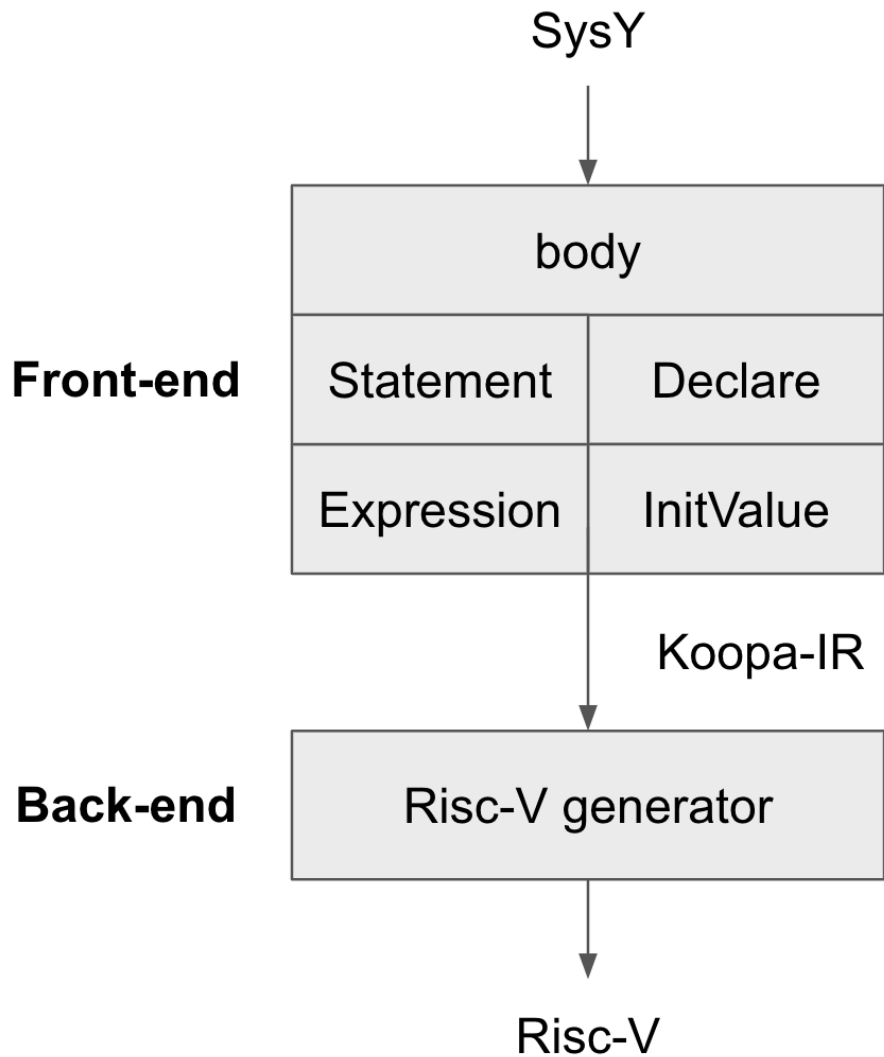 SysY
body
Front-end
Statement
Declare
Expression
InitValue
Koopa-IR
Back-end
Risc-V generator
Risc-V